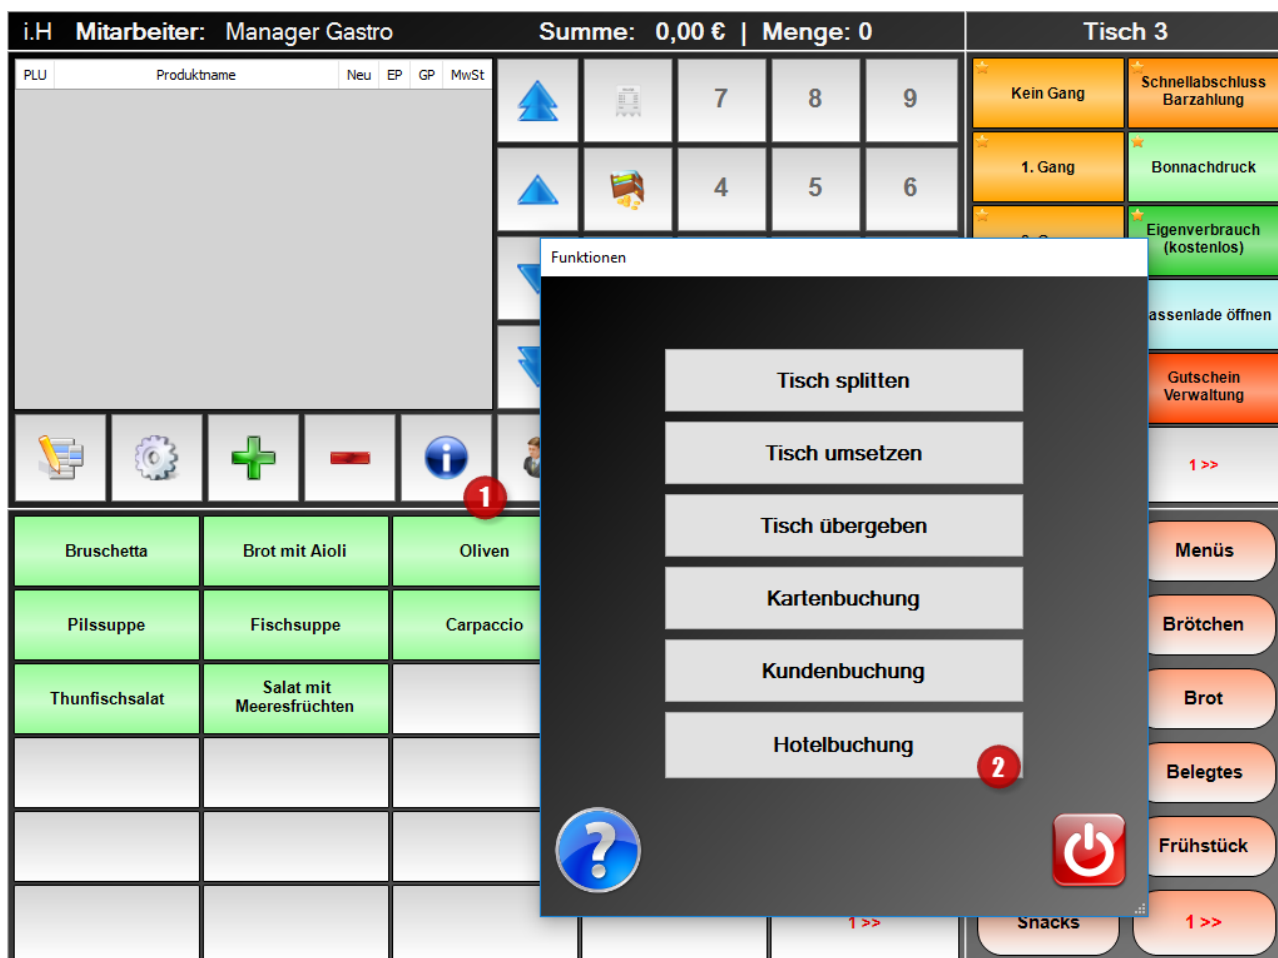 i.H Mitarbeiter: Manager Gastro Summe: 0,00 € | Menge: 0 Tisch 3
PLU Produktname Neu EP GP MwSt
7 8 9
Kein Gang
Schnellabschluss
Barzahlung
4 5 6
1. Gang
Bonnachdruck
Eigenverbrauch
(kostenlos)
assenlade öffnen
Gutschein
Verwaltung
1 >>
Funktionen
Tisch splitten
Tisch umsetzen
Tisch übergeben
Kartenbuchung
Kundenbuchung
Hotelbuchung
1
2
?
Bruschetta Brot mit Aioli Oliven
Pilssuppe Fischsuppe Carpaccio
Thunfischsalat
Salat mit
Meeresfrüchten
1 >>
Menüs
Brötchen
Brot
Belegtes
Frühstück
Snacks 1 >>